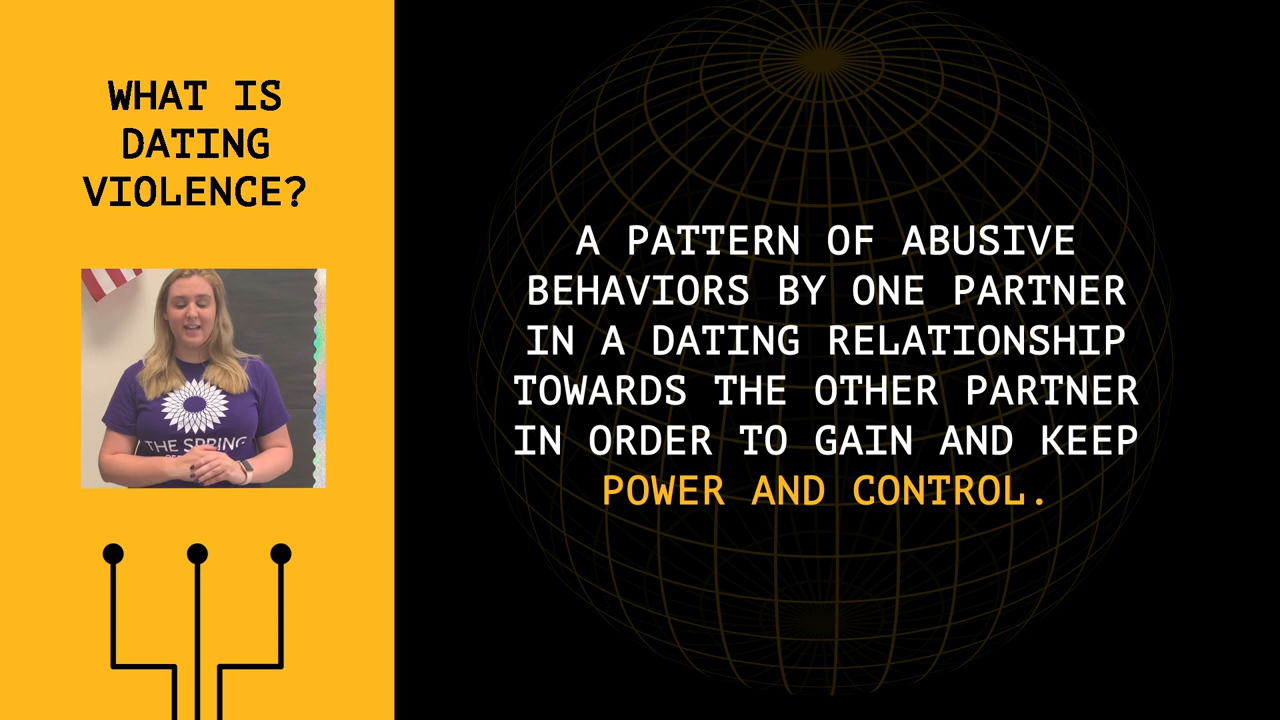 WHAT IS
DATING
VIOLENCE?
THE SPRING
A PATTERN OF ABUSIVE
BEHAVIORS BY ONE PARTNER
IN A DATING RELATIONSHIP
TOWARDS THE OTHER PARTNER
IN ORDER TO GAIN AND KEEP
POWER AND CONTROL.